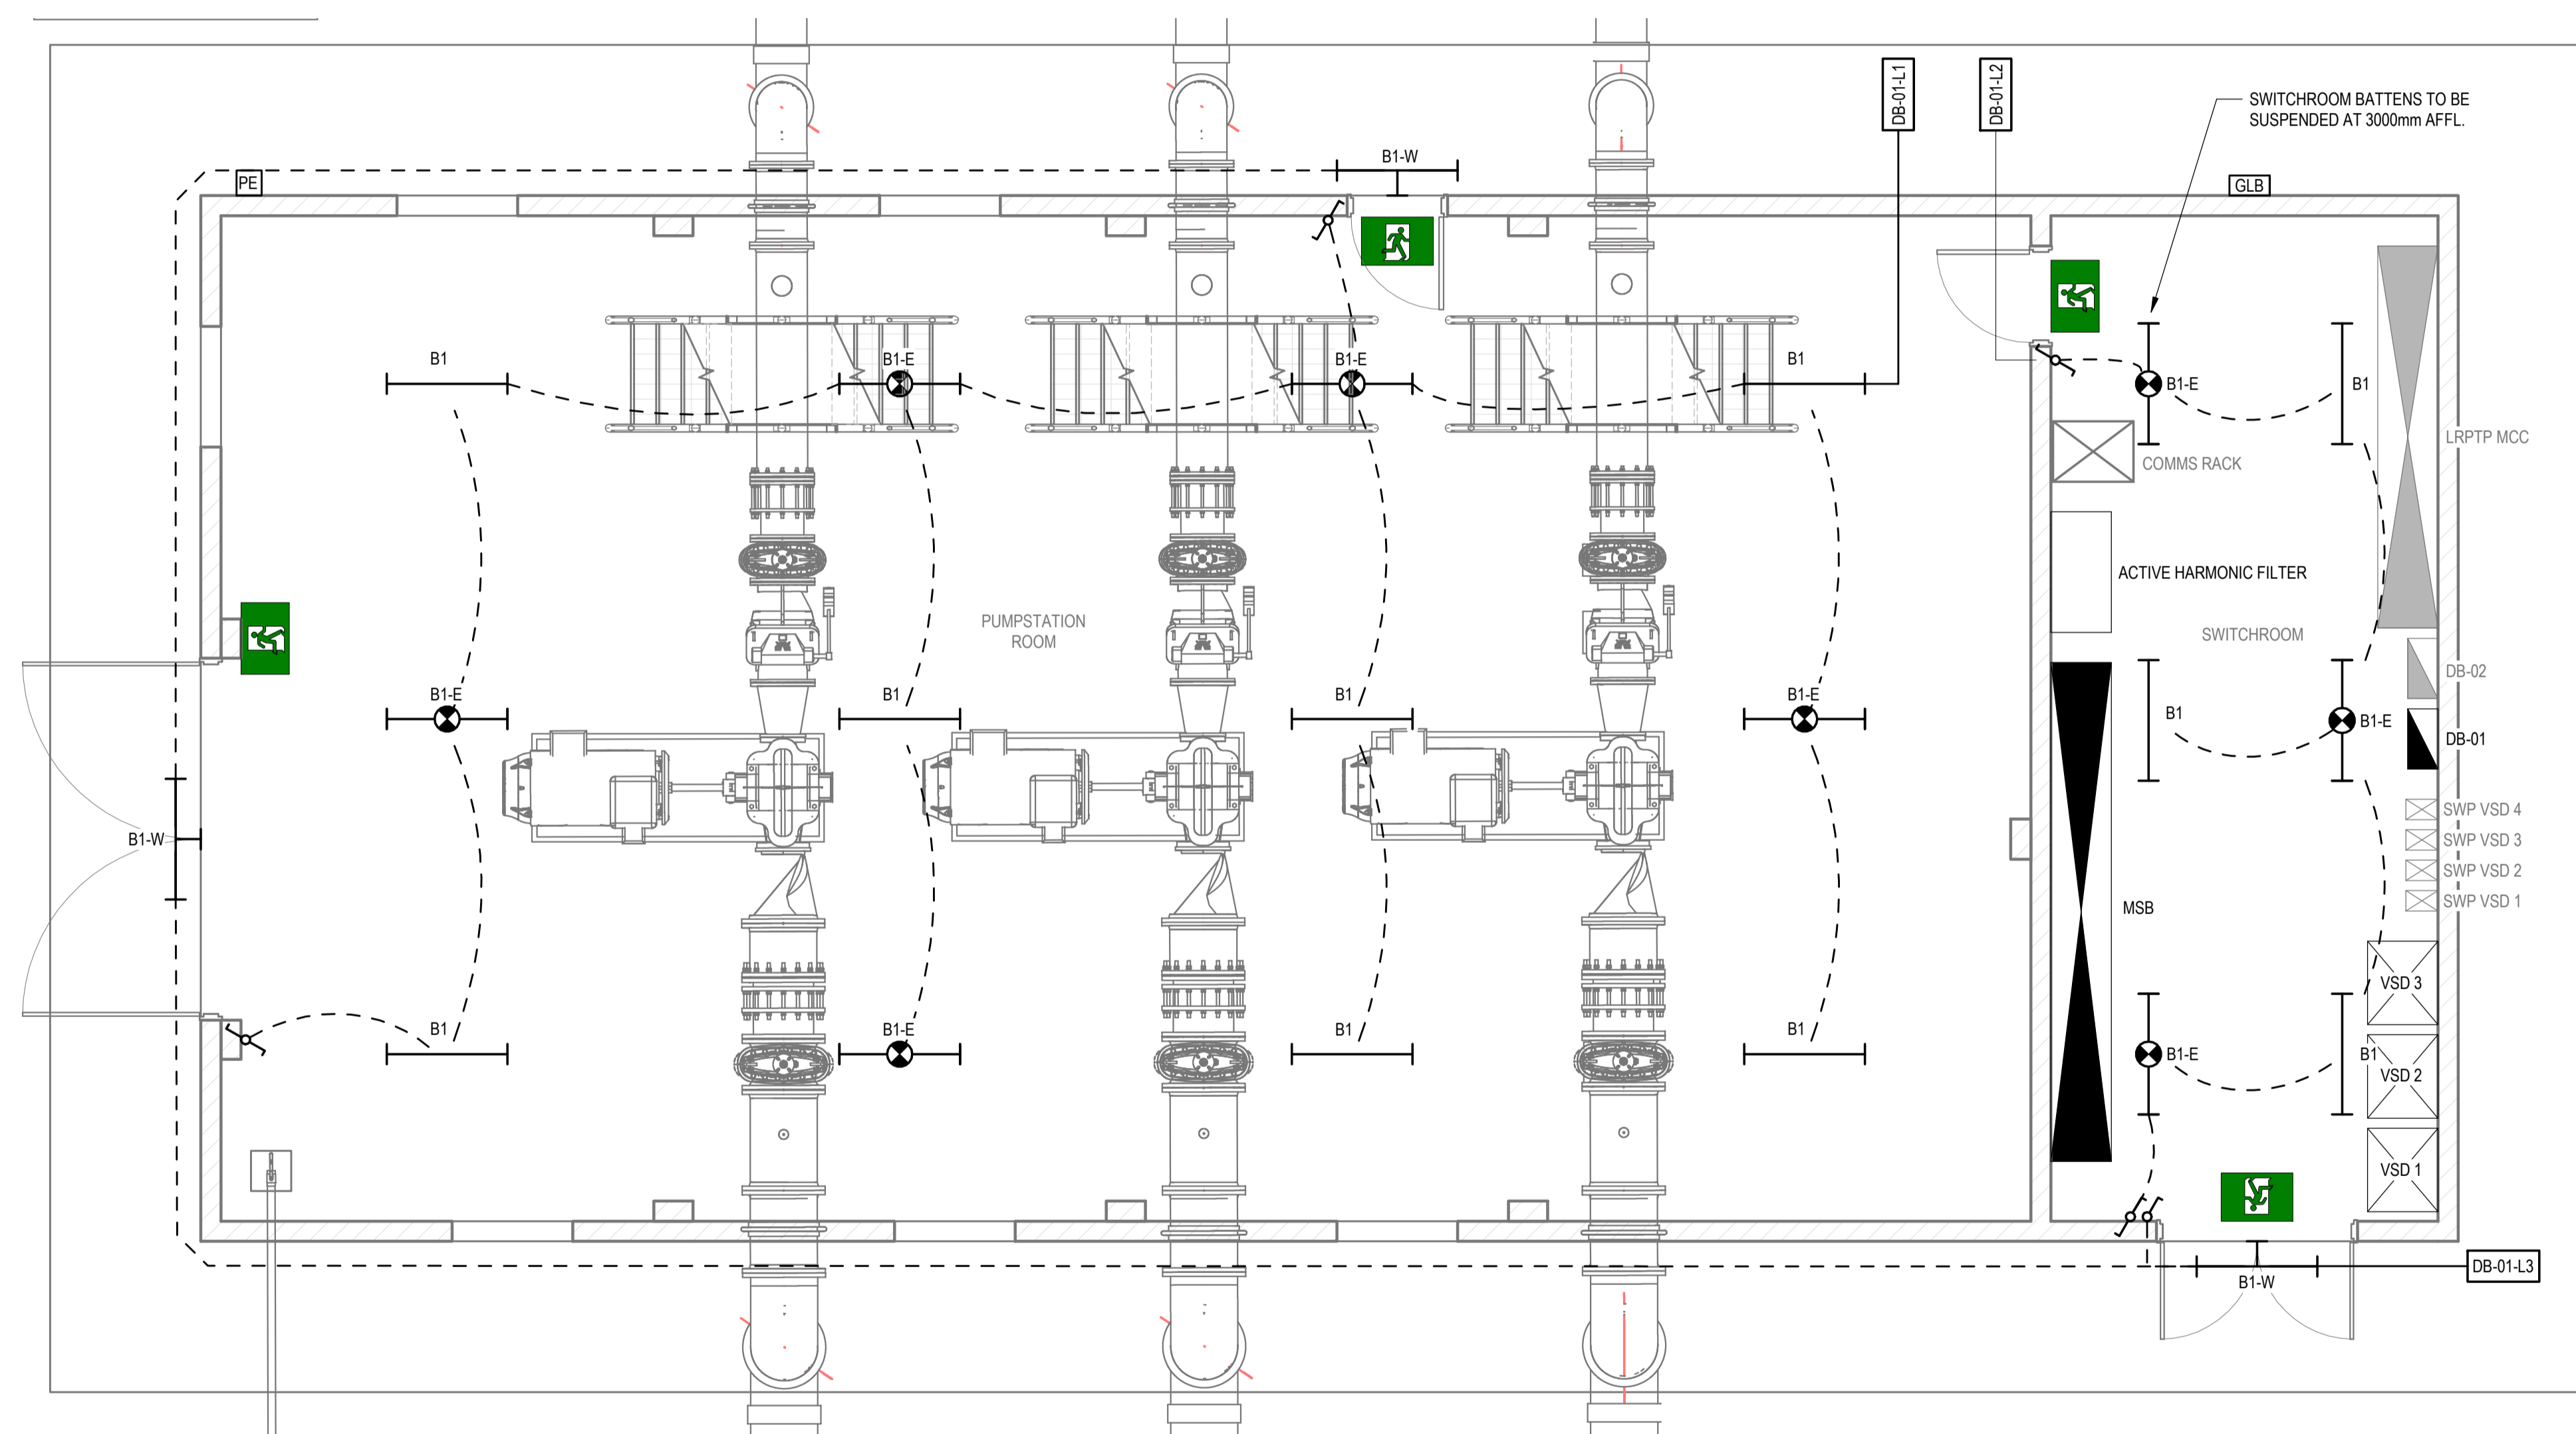 DB-01-L1
DB-01-L2
SWITCHROOM BATTENS TO BE
SUSPENDED AT 3000mm AFFL.
B1-W
PE
GLB
B1
B1-E
B1-E
B1
B1-E
B1
LRPTP MCC
COMMS RACK
ACTIVE HARMONIC FILTER
PUMPSTATION
ROOM
SWITCHROOM
DB-02
B1-E
B1
B1
B1-E
B1
B1-E
DB-01
SWP VSD 4
B1-W
SWP VSD 3
SWP VSD 2
SWP VSD 1
MSB
VSD 3
B1
B1-E
B1
B1
B1-E
B1
VSD 2
VSD 1
DB-01-L3
B1-W